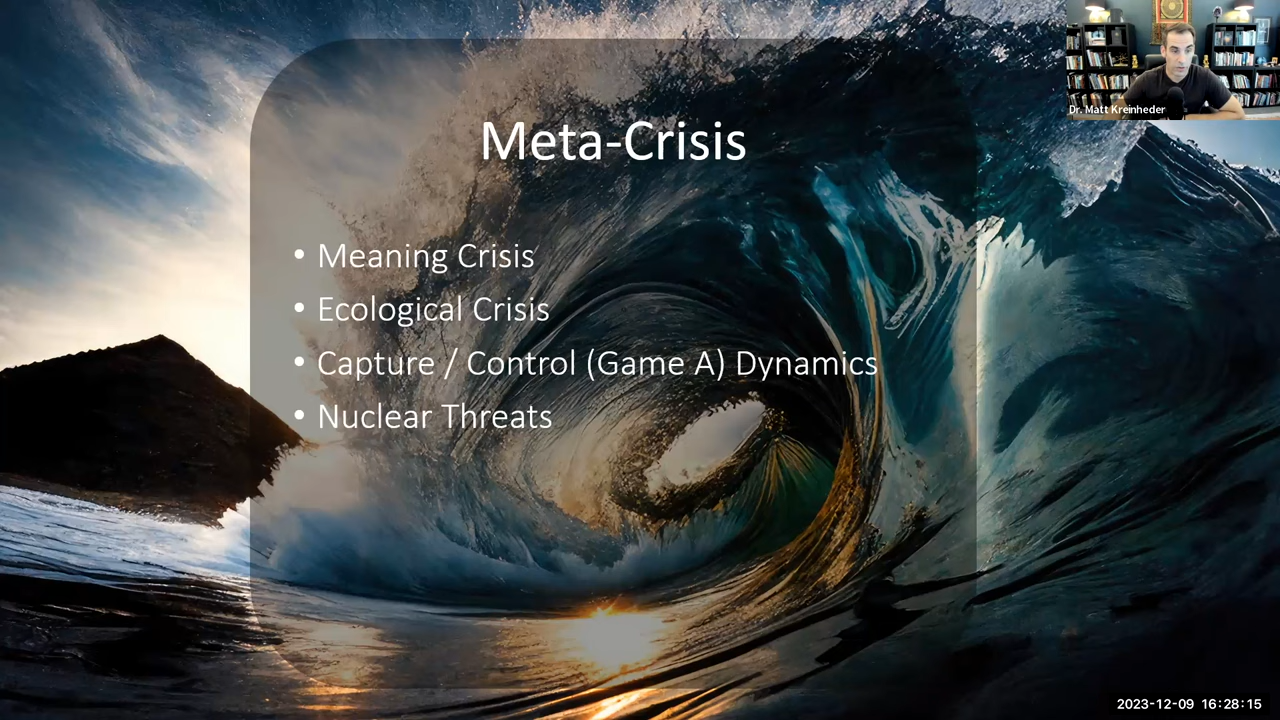 Meta-Crisis
• Meaning Crisis
• Ecological Crisis
• Capture / Control (Game A) Dynamics
• Nuclear Threats
Dr. Matt Kreinheder
2023-12-09 16:28:15